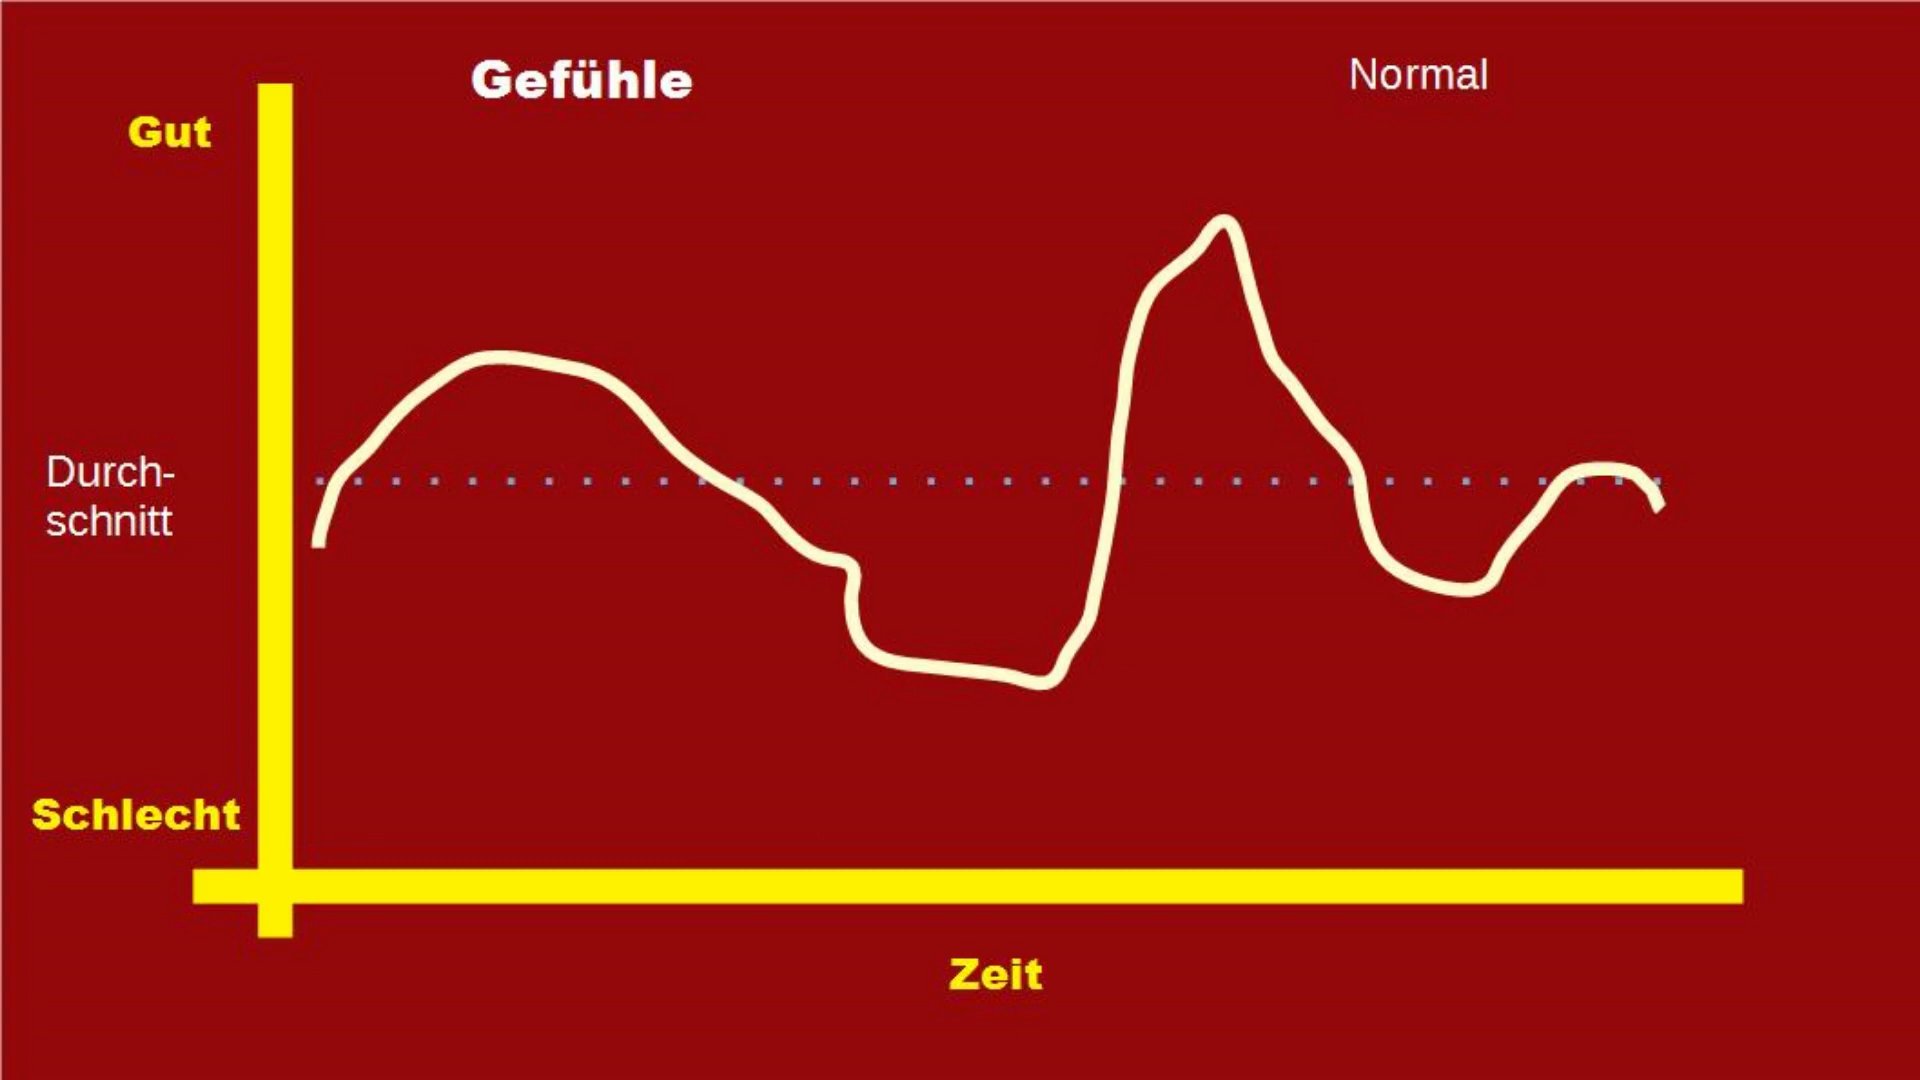 Gefühle
Normal
Gut
Durch-
schnitt
Schlecht
Zeit